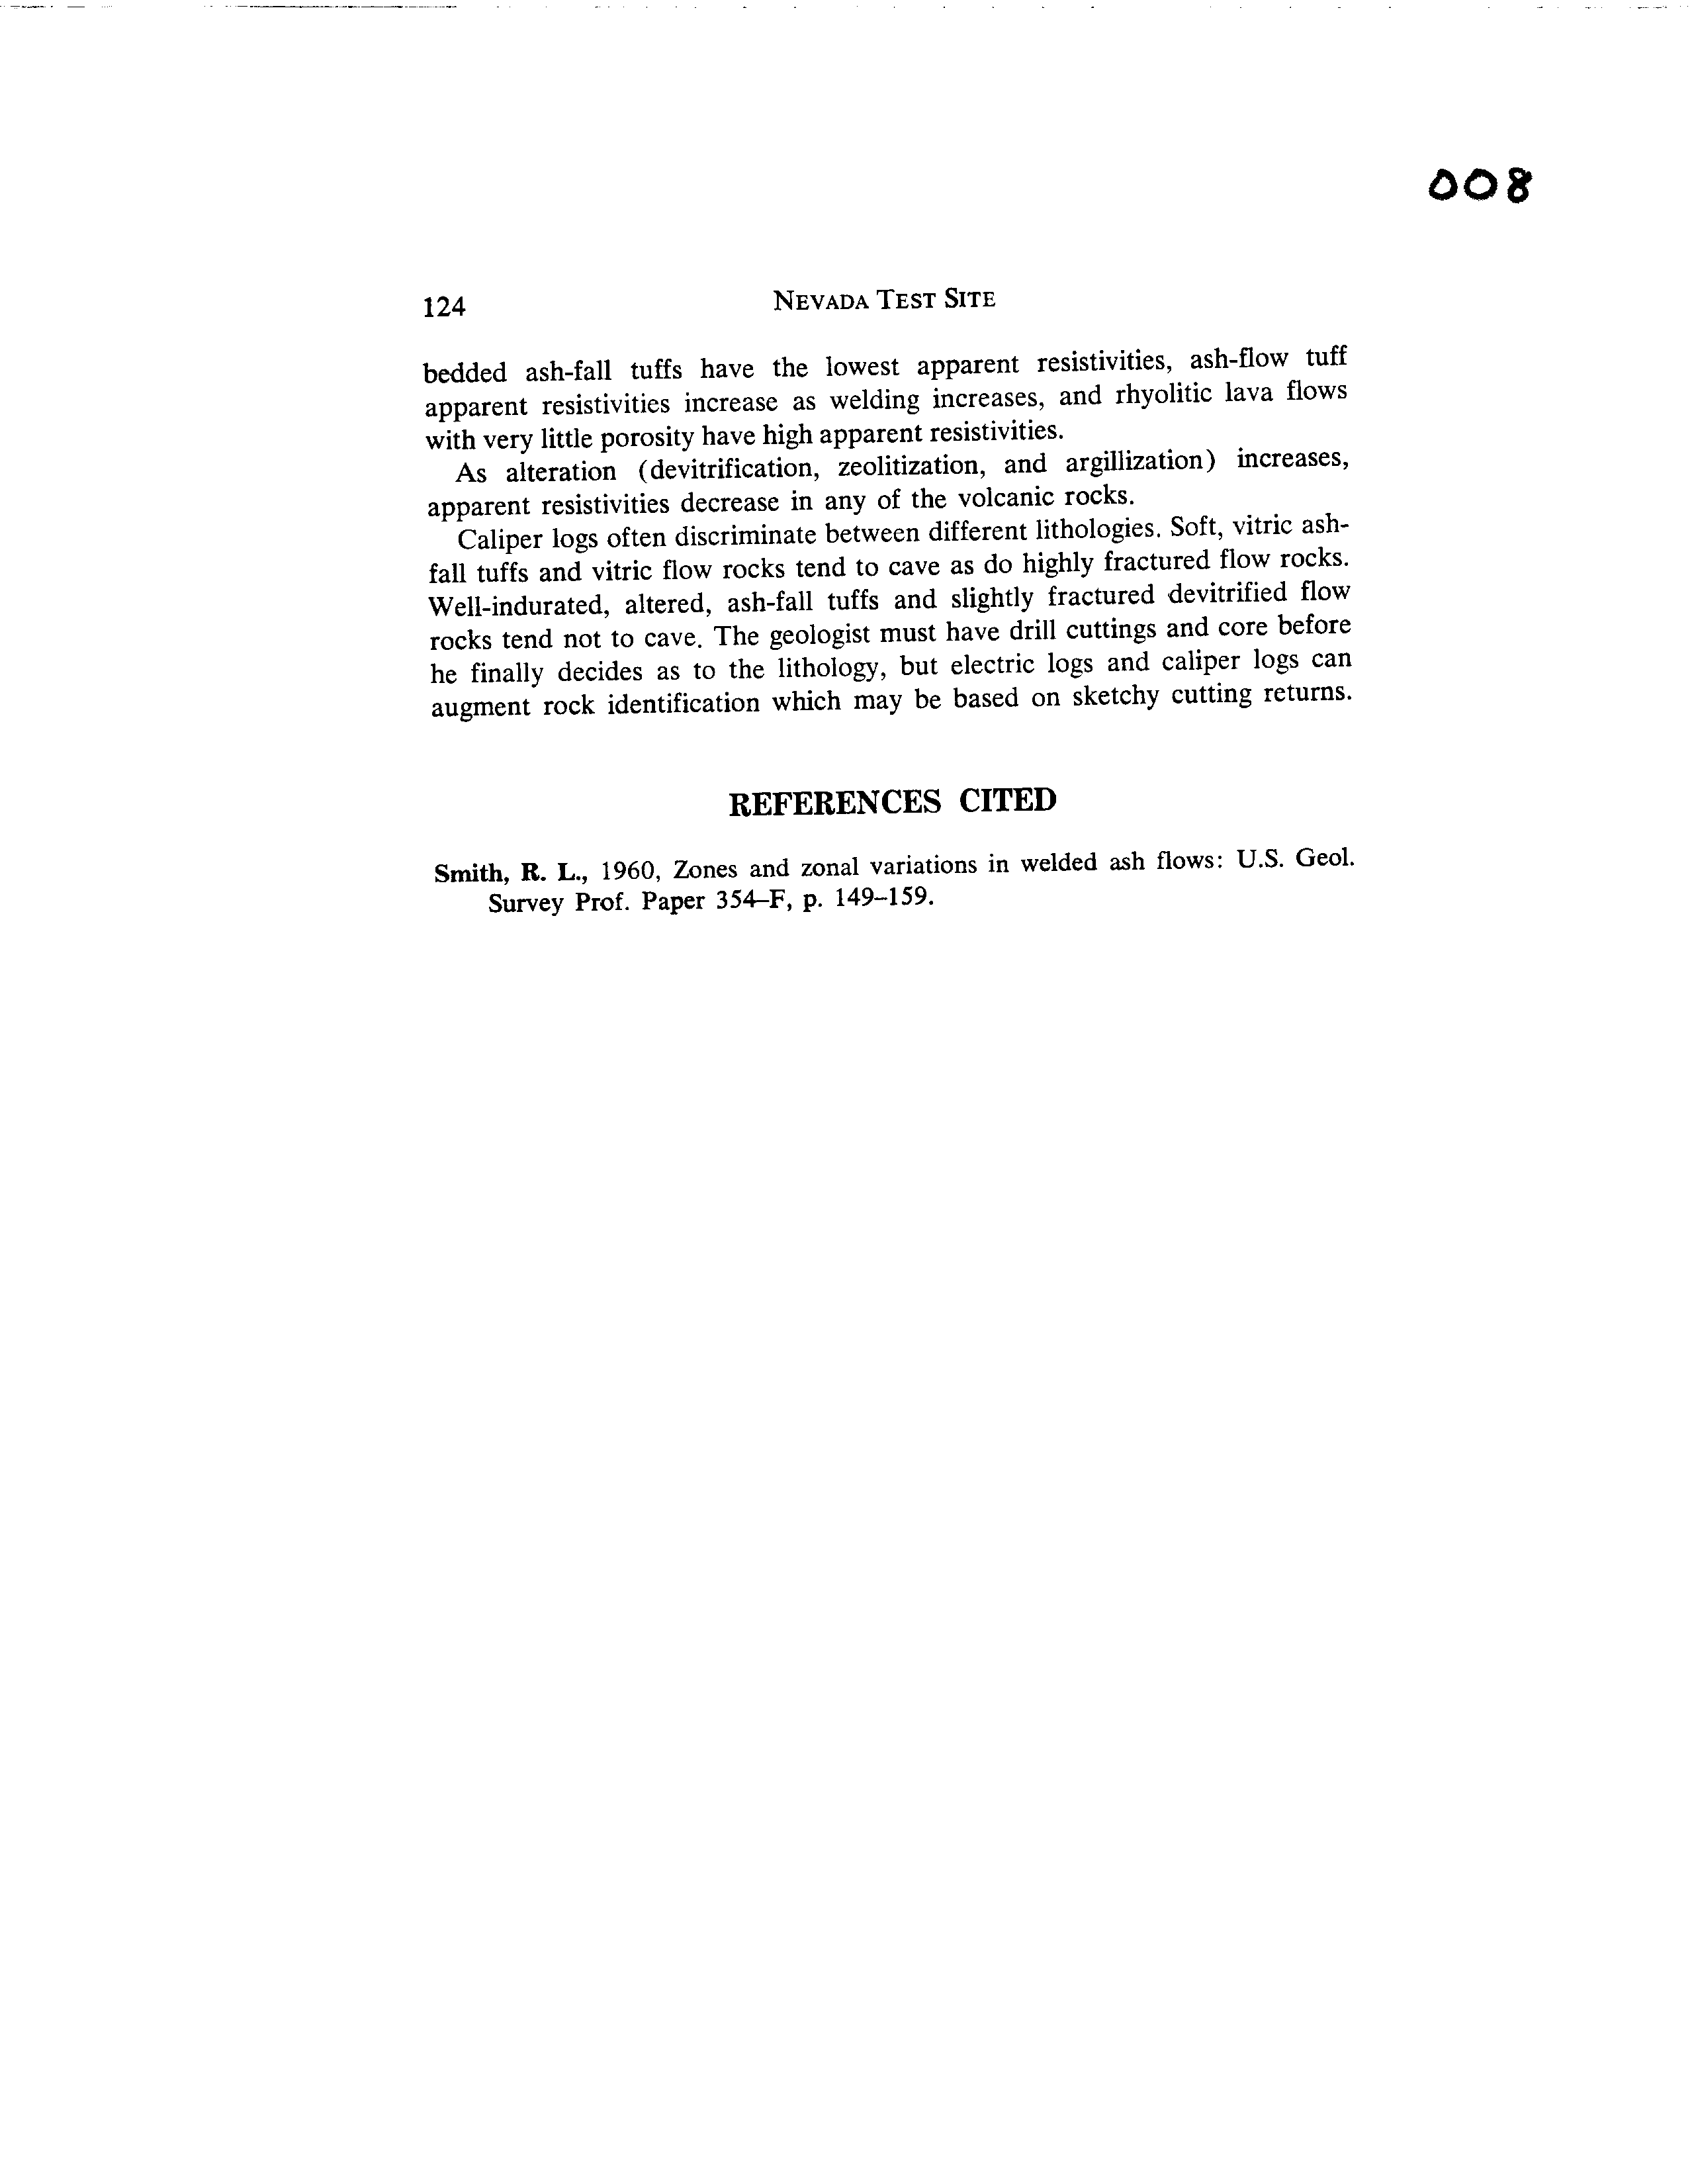 008
124 NEVADA TEST SITE
bedded ash-fall tuffs have the lowest apparent resistivities, ash-flow tuff
apparent resistivities increase as welding increases, and rhyolitic lava flows
with very little porosity have high apparent resistivities.
As alteration (devitrification, zeolitization, and argillization) increases,
apparent resistivities decrease in any of the volcanic rocks.
Caliper logs often discriminate between different lithologies. Soft, vitric ash-
fall tuffs and vitric flow rocks tend to cave as do highly fractured flow rocks.
Well-indurated, altered, ash-fall tuffs and slightly fractured devitrified flow
rocks tend not to cave. The geologist must have drill cuttings and core before
he finally decides as to the lithology, but electric logs and caliper logs can
augment rock identification which may be based on sketchy cutting returns.
REFERENCES CITED
Smith, R. L., 1960, Zones and zonal variations in welded ash flows: U.S. Geol.
Survey Prof. Paper 354–F, p. 149–159.